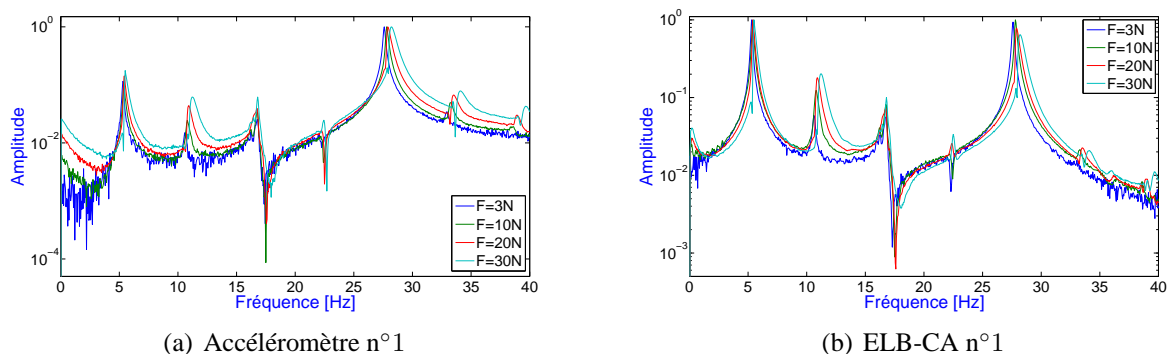 10⁰
10⁻²
10⁻⁴
Amplitude
0 5 10 15 20 25 30 35 40
Fréquence [Hz]
F=3N
F=10N
F=20N
F=30N
(a) Accéléromètre n°1
10⁰
10⁻¹
10⁻²
10⁻³
Amplitude
0 5 10 15 20 25 30 35 40
Fréquence [Hz]
F=3N
F=10N
F=20N
F=30N
(b) ELB-CA n°1